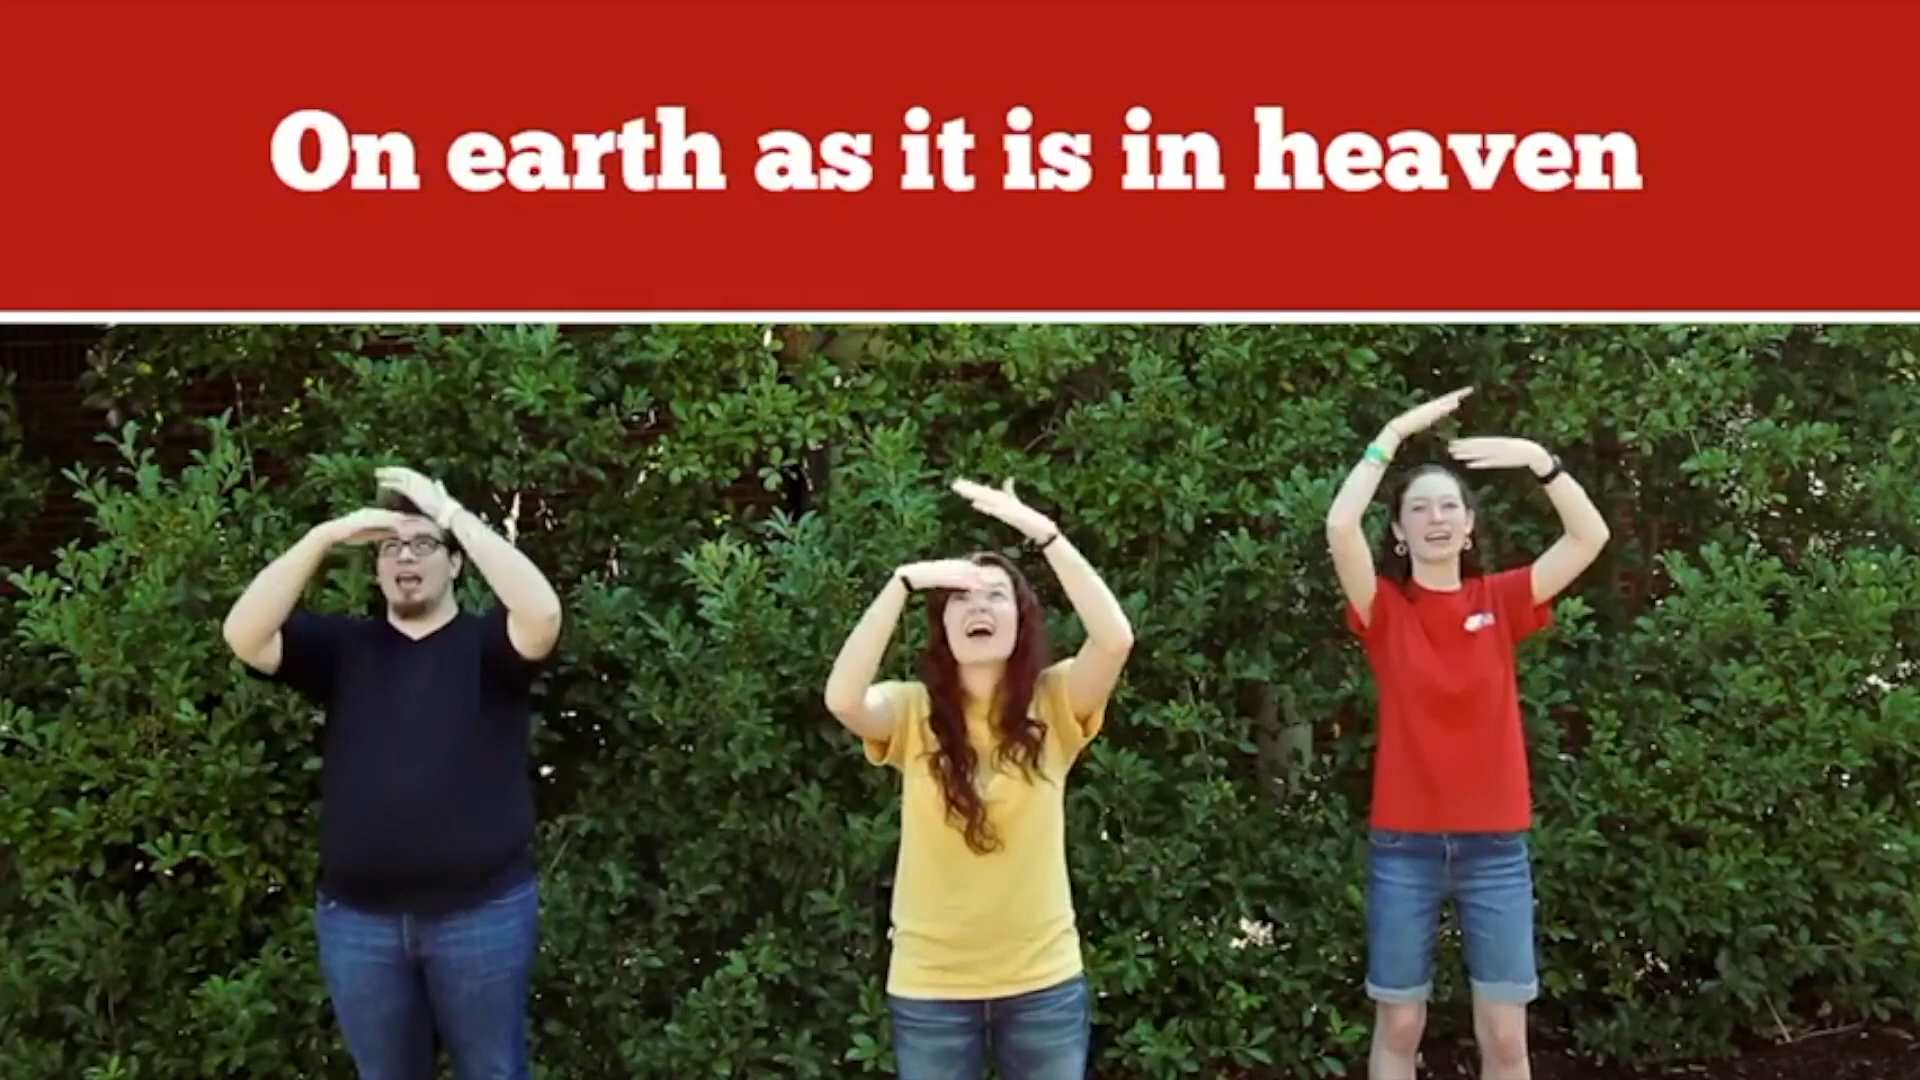 On earth as it is in heaven